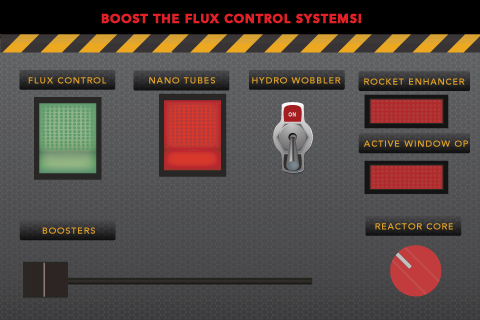 BOOST THE FLUX CONTROL SYSTEMS!
FLUX CONTROL
NANO TUBES
HYDRO WOBBLER
ROCKET ENHANCER
ON
ACTIVE WINDOW OP
BOOSTERS
REACTOR CORE